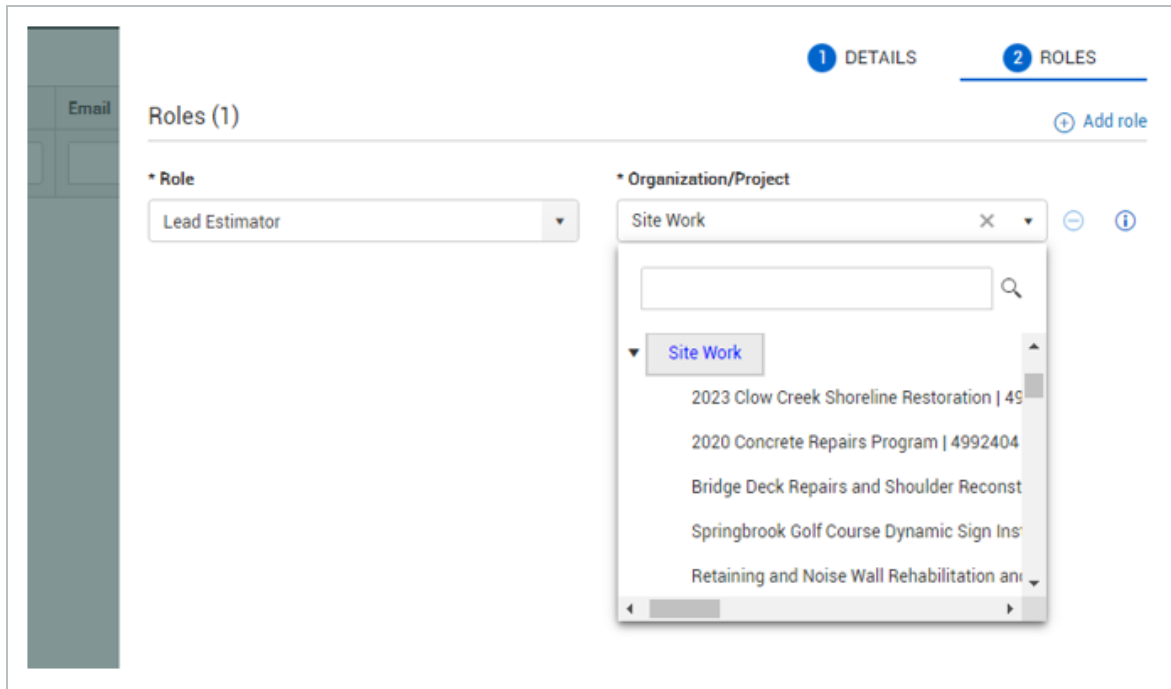 1 DETAILS
2 ROLES
Email
Roles (1)
Add role
* Role
* Organization/Project
Lead Estimator
Site Work
Site Work
2023 Clow Creek Shoreline Restoration | 49
2020 Concrete Repairs Program | 4992404
Bridge Deck Repairs and Shoulder Reconst
Springbrook Golf Course Dynamic Sign Ins
Retaining and Noise Wall Rehabilitation an